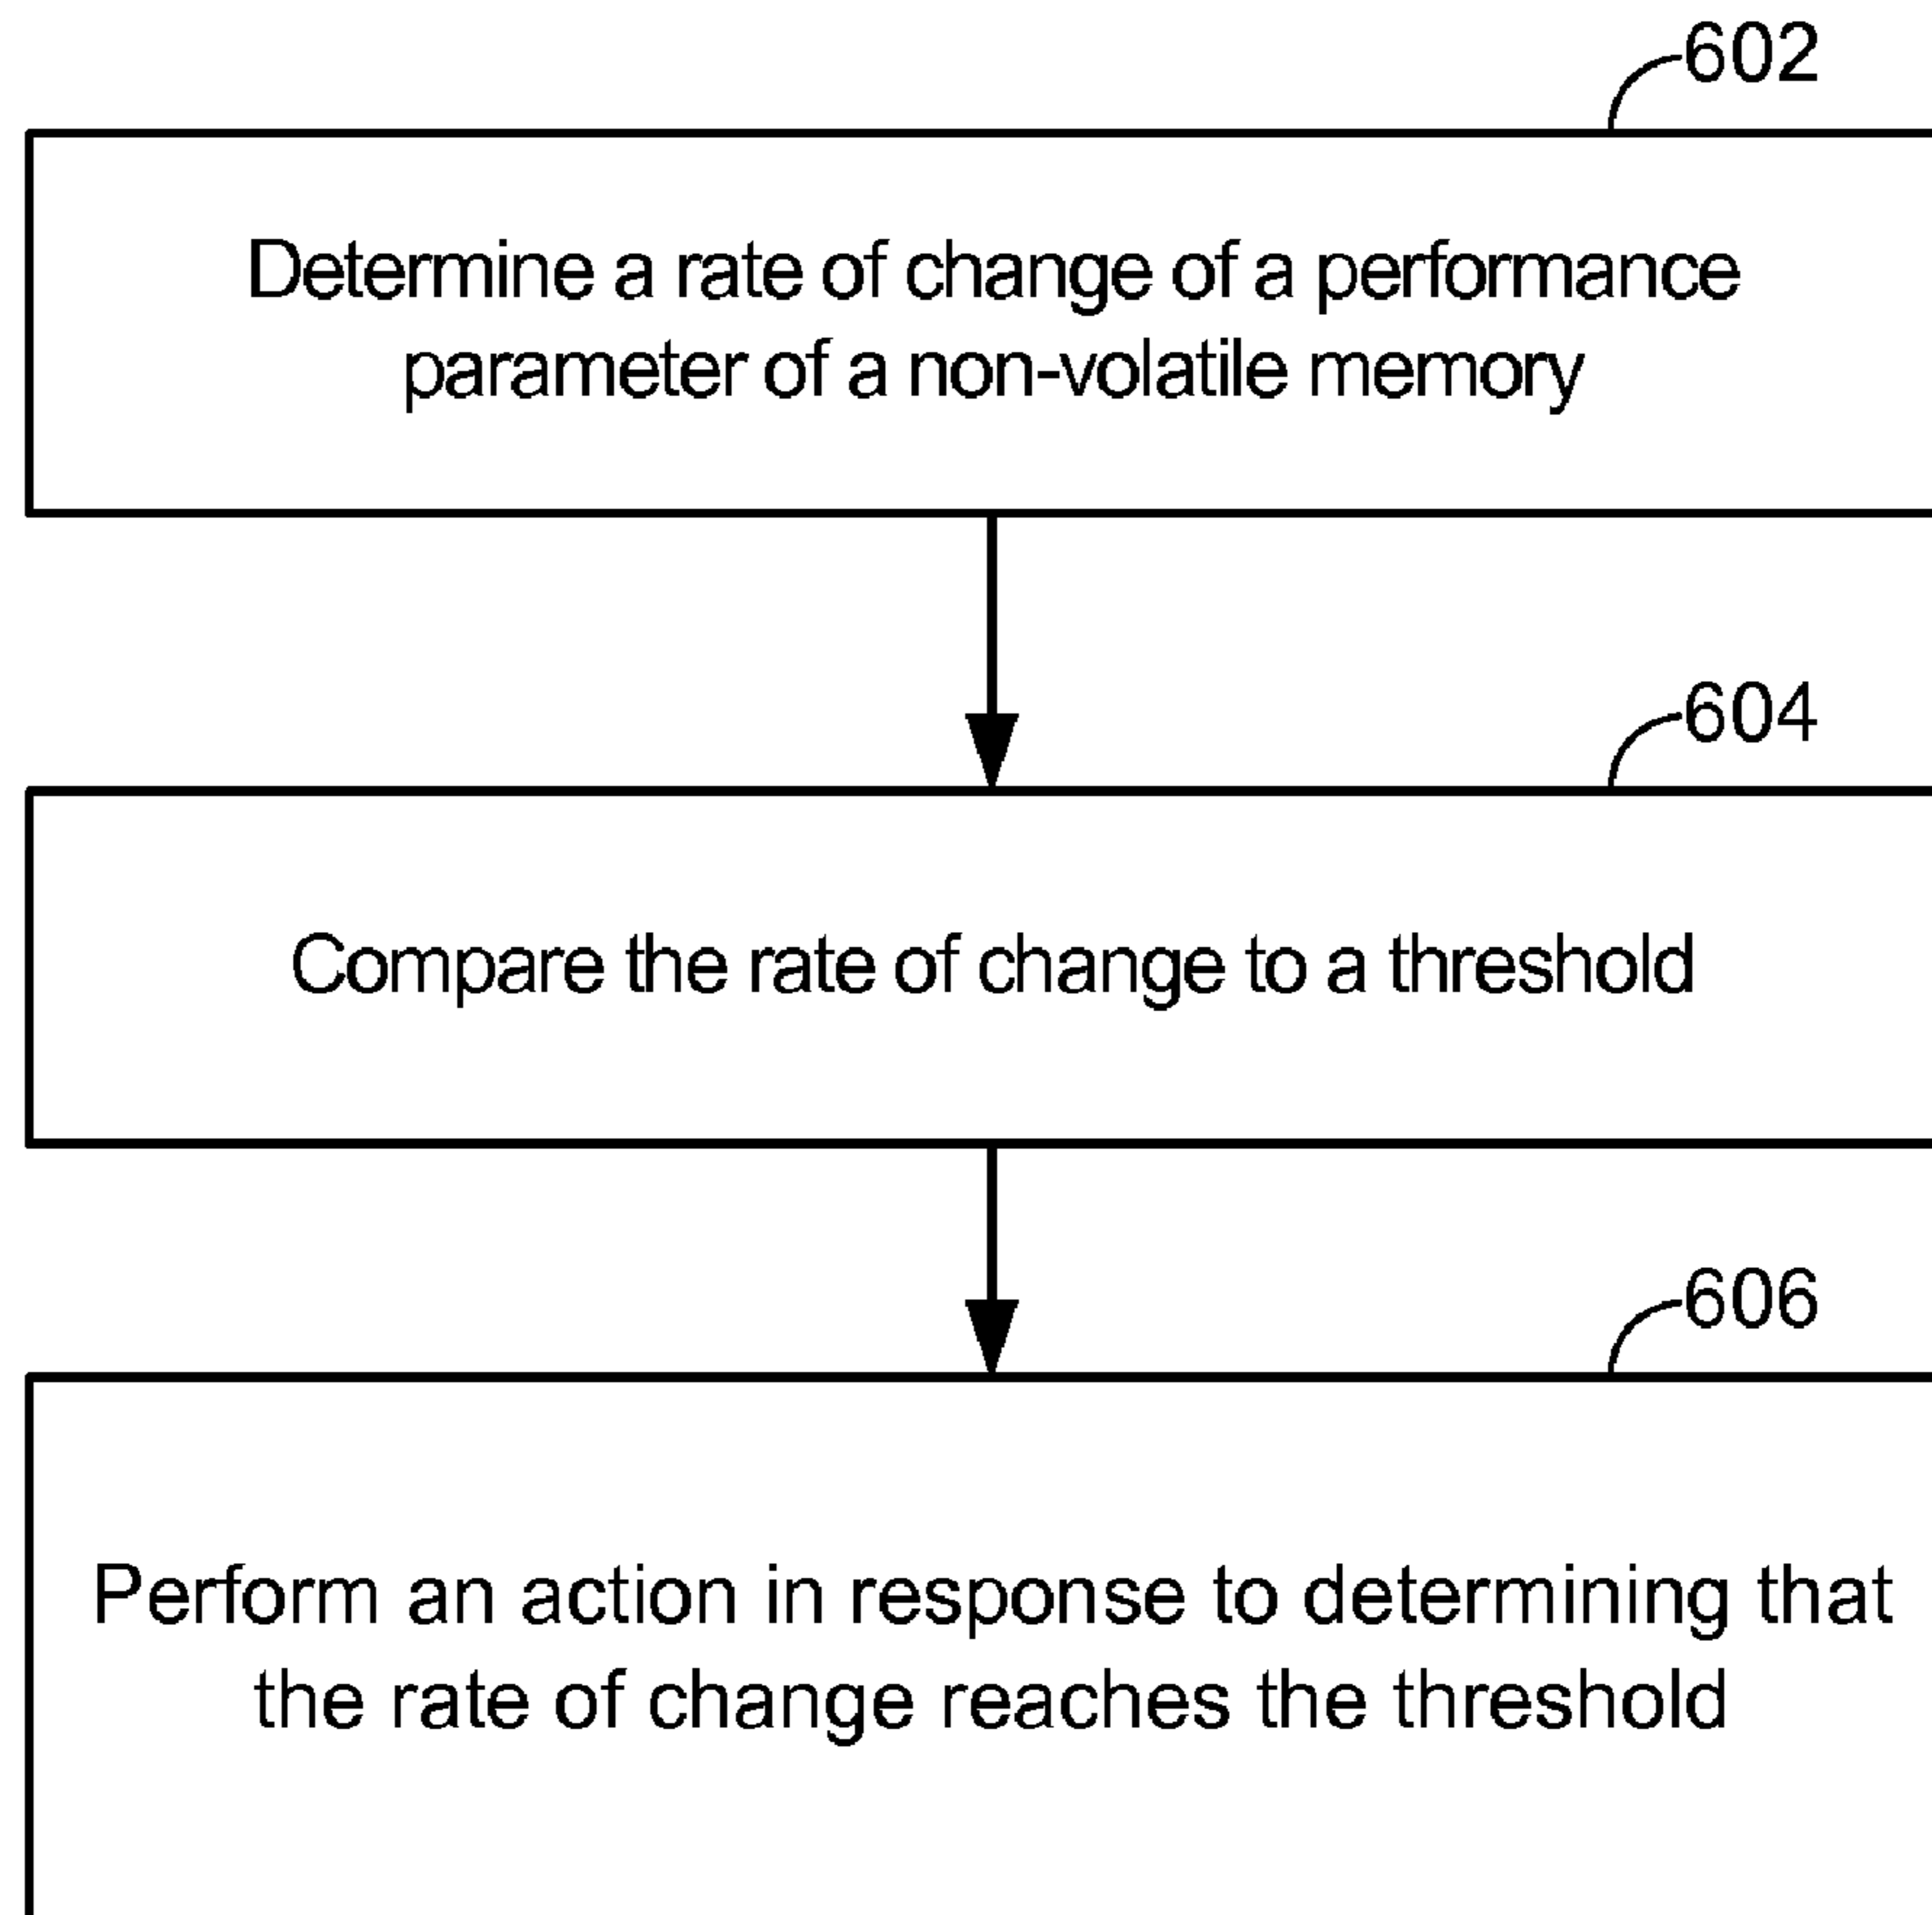 602
Determine a rate of change of a performance
parameter of a non-volatile memory
604
Compare the rate of change to a threshold
606
Perform an action in response to determining that
the rate of change reaches the threshold